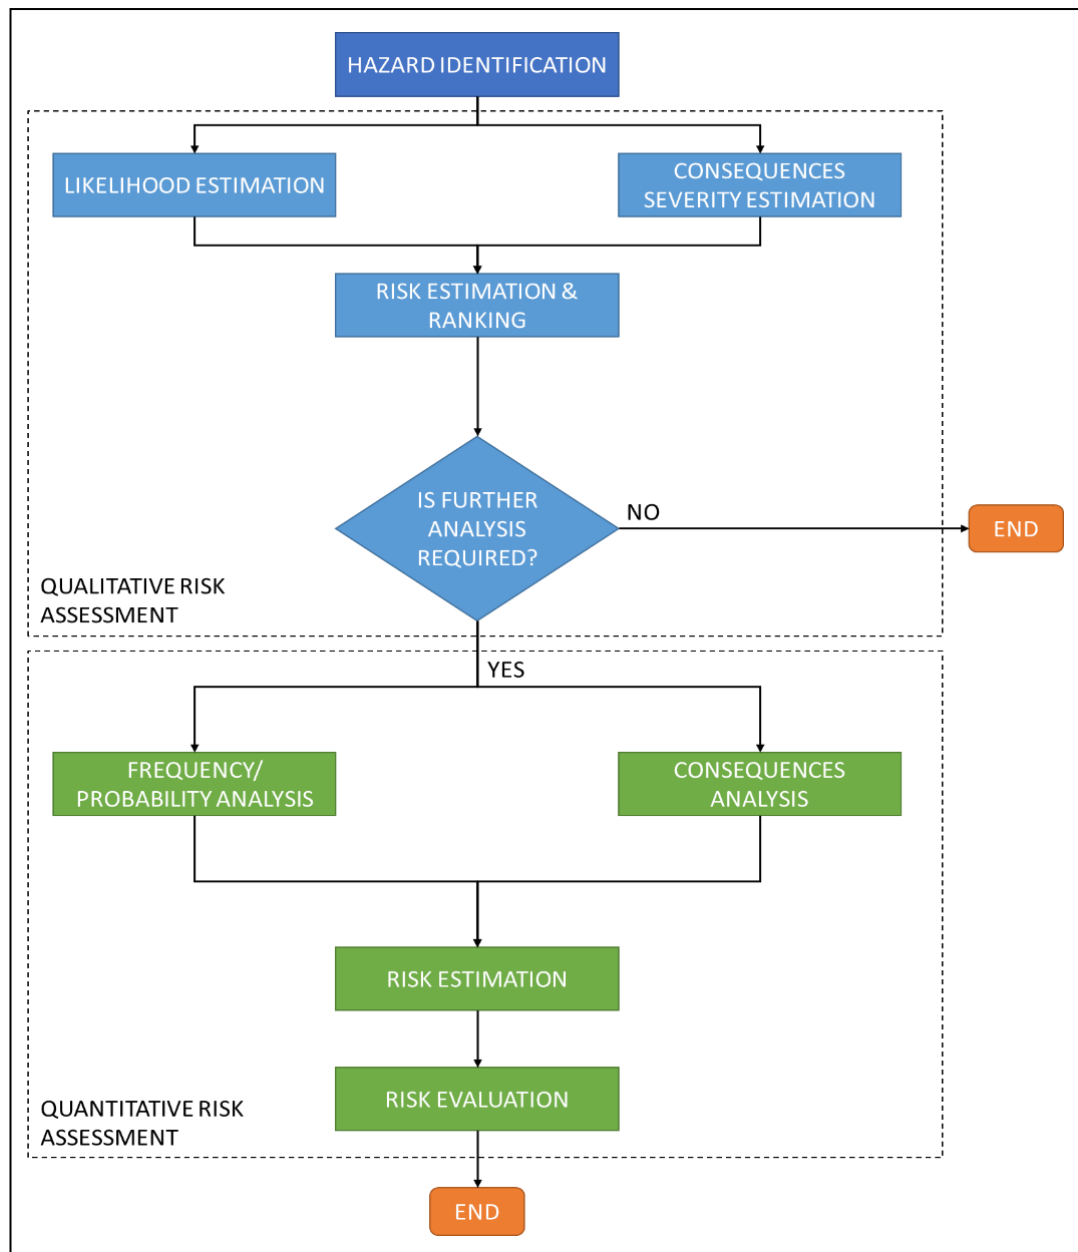 HAZARD IDENTIFICATION
LIKELIHOOD ESTIMATION
CONSEQUENCES
SEVERITY ESTIMATION
RISK ESTIMATION &
RANKING
IS FURTHER
ANALYSIS
REQUIRED?
NO
END
QUALITATIVE RISK
ASSESSMENT
YES
FREQUENCY/
PROBABILITY ANALYSIS
CONSEQUENCES
ANALYSIS
RISK ESTIMATION
RISK EVALUATION
QUANTITATIVE RISK
ASSESSMENT
END